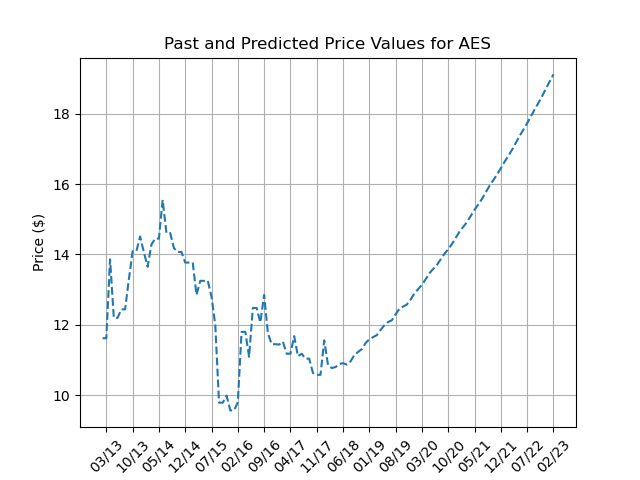 Past and Predicted Price Values for AES
Price ($)
18
16
14
12
10
03/13 10/13 05/14 12/14 07/15 02/16 09/16 04/17 11/17 06/18 01/19 08/19 03/20 10/20 05/21 12/21 07/22 02/23